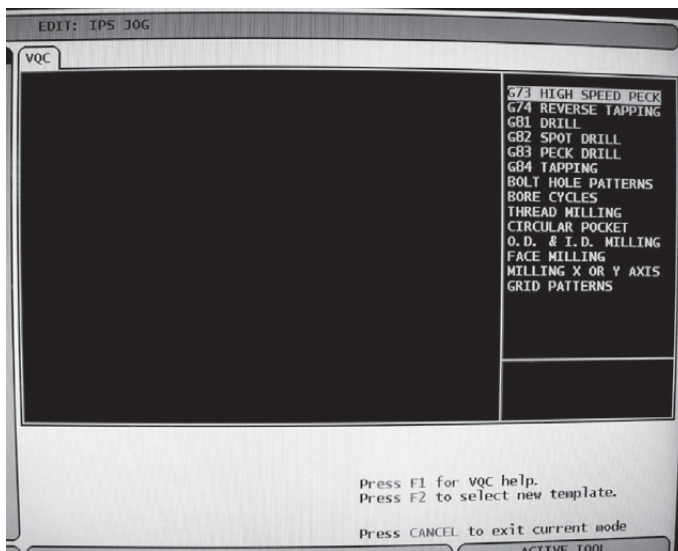 EDIT: IPS JOG
VQC
G73 HIGH SPEED PECK
G74 REVERSE TAPPING
G81 DRILL
G82 SPOT DRILL
G83 PECK DRILL
G84 TAPPING
BOLT HOLE PATTERNS
BORE CYCLES
THREAD MILLING
CIRCULAR POCKET
O.D. & I.D. MILLING
FACE MILLING
MILLING X OR Y AXIS
GRID PATTERNS
Press F1 for VQC help.
Press F2 to select new template.
Press CANCEL to exit current mode
ACTIVE TOOL